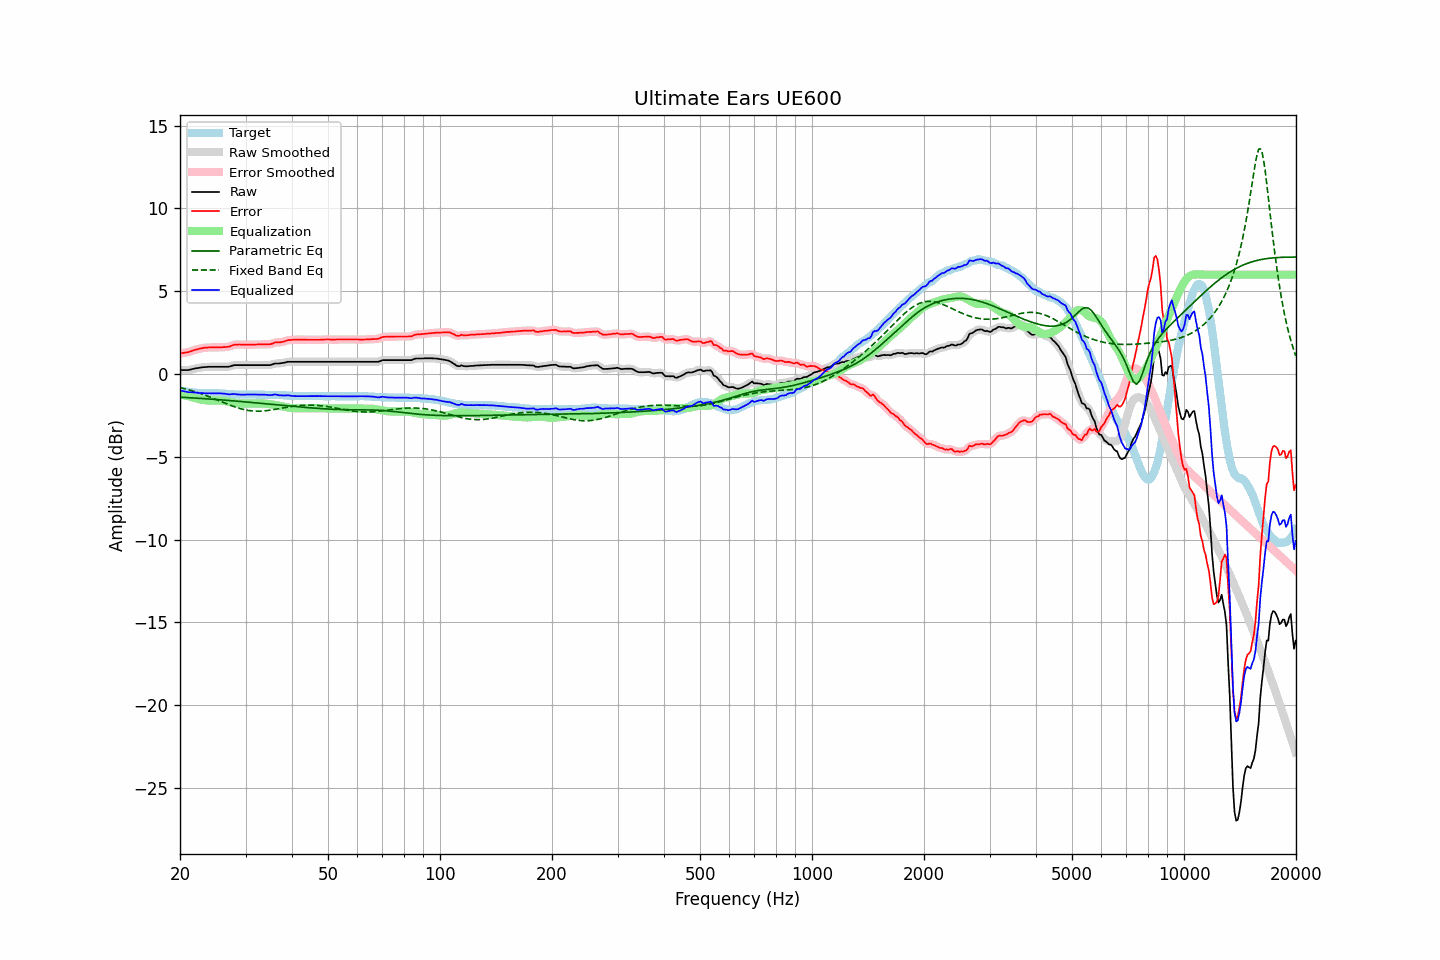 Ultimate Ears UE600
Target
Raw Smoothed
Error Smoothed
Raw
Error
Equalization
Parametric Eq
Fixed Band Eq
Equalized
15
10
5
0
−5
−10
−15
−20
−25
Amplitude (dBr)
20 50 100 200 500 1000 2000 5000 10000 20000
Frequency (Hz)